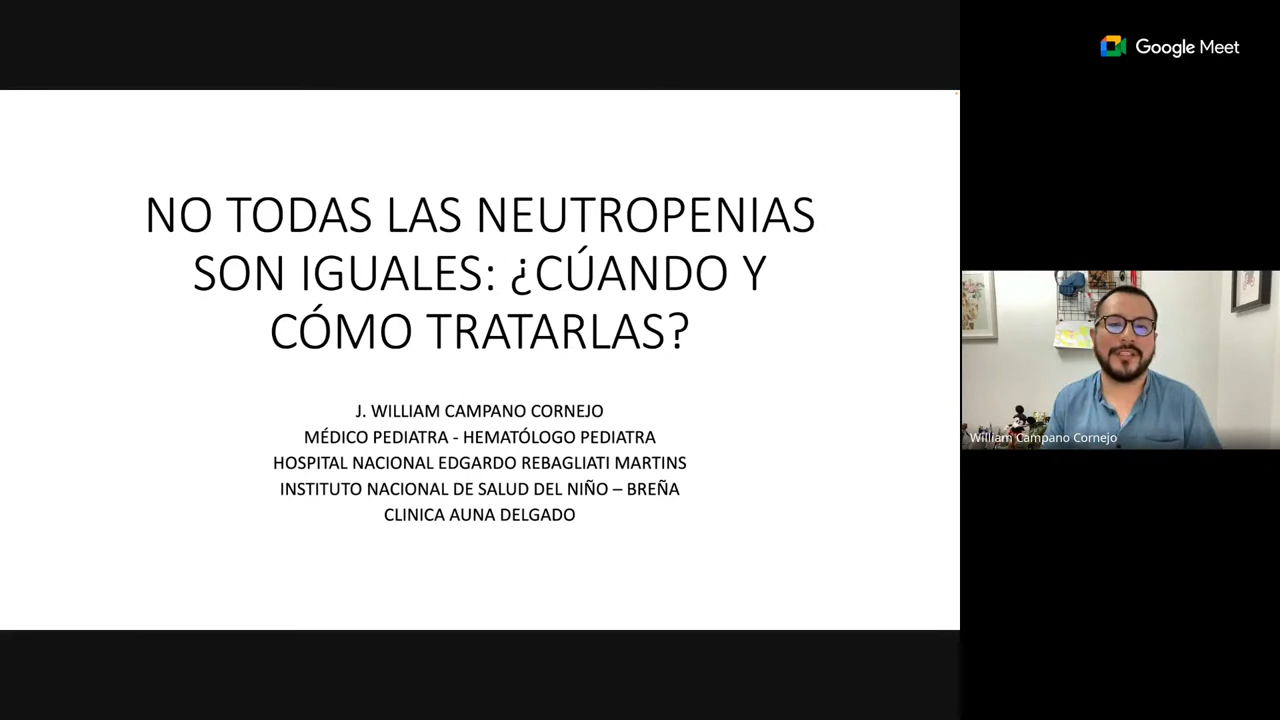 NO TODAS LAS NEUTROPENIAS
SON IGUALES: ¿CÚANDO Y
CÓMO TRATARLAS?
J. WILLIAM CAMPANO CORNEJO
MÉDICO PEDIATRA - HEMATÓLOGO PEDIATRA
HOSPITAL NACIONAL EDGARDO REBAGLIATI MARTINS
INSTITUTO NACIONAL DE SALUD DEL NIÑO – BREÑA
CLINICA AUNA DELGADO
Google Meet
William Campano Cornejo